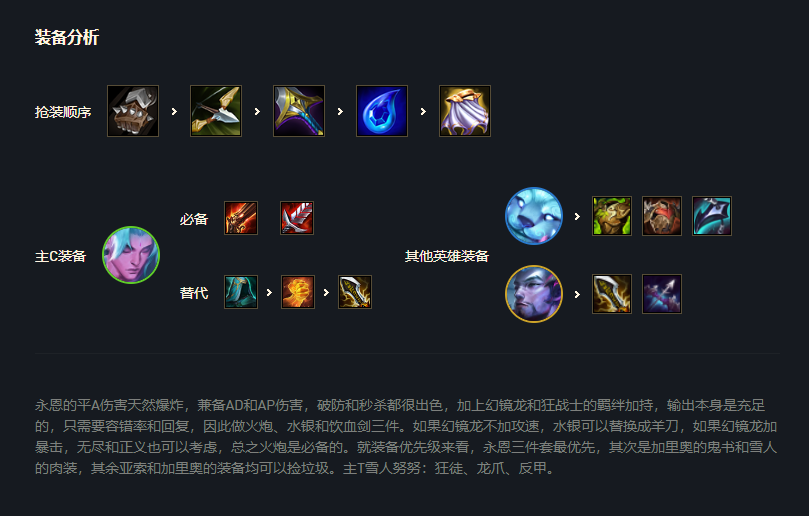 装备分析
抢装顺序
必备
主C装备
其他英雄装备
替代
永恩的平A伤害天然爆炸，兼备AD和AP伤害，破防和秒杀都很出色，加上幻镜龙和狂战士的羁绊加持，输出本身是充足
的，只需要容错率和回复，因此做火炮、水银和饮血剑三件。如果幻镜龙不加攻速，水银可以替换成羊刀，如果幻镜龙加
暴击，无尽和正义也可以考虑，总之火炮是必备的。就装备优先级来看，永恩三件套最优先，其次是加里奥的鬼书和雪人
的肉装，其余亚索和加里奥的装备均可以捡垃圾。主T雪人努努：狂徒、龙爪、反甲。